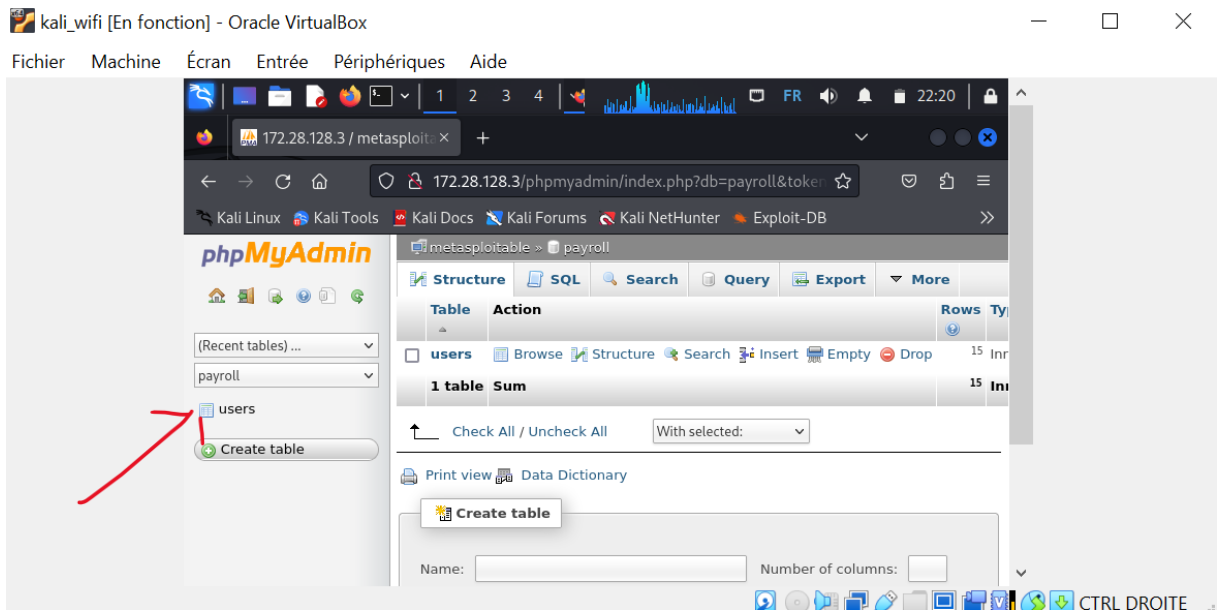 kali_wifi [En fonction] - Oracle VirtualBox
Fichier Machine Écran Entrée Périphériques Aide
1 2 3 4 FR 22:20
172.28.128.3 / metasploita
172.28.128.3/phpmyadmin/index.php?db=payroll&token
Kali Linux Kali Tools Kali Docs Kali Forums Kali NetHunter Exploit-DB
phpMyAdmin
(Recent tables) ...
payroll
users
Create table
metasploitable » payroll
Structure SQL Search Query Export More
Table Action Rows Ty
users Browse Structure Search Insert Empty Drop 15 Inn
1 table Sum 15 Inn
Check All / Uncheck All With selected:
Print view Data Dictionary
Create table
Name: Number of columns:
CTRL DROITE